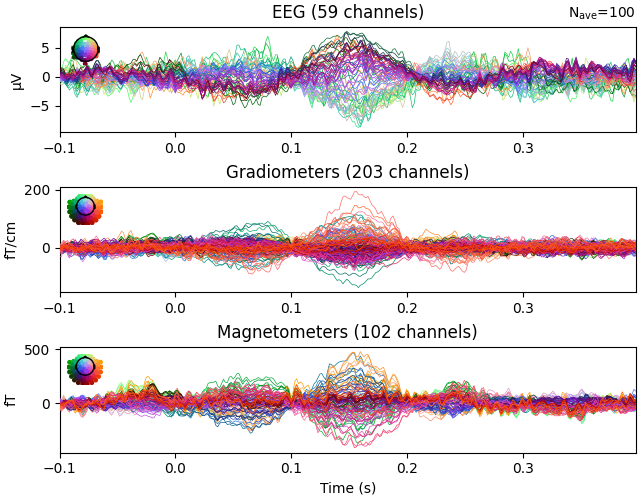 EEG (59 channels)
Nave=100
5
0
−5
µV
−0.1 0.0 0.1 0.2 0.3
Gradiometers (203 channels)
200
0
fT/cm
−0.1 0.0 0.1 0.2 0.3
Magnetometers (102 channels)
500
0
fT
−0.1 0.0 0.1 0.2 0.3
Time (s)